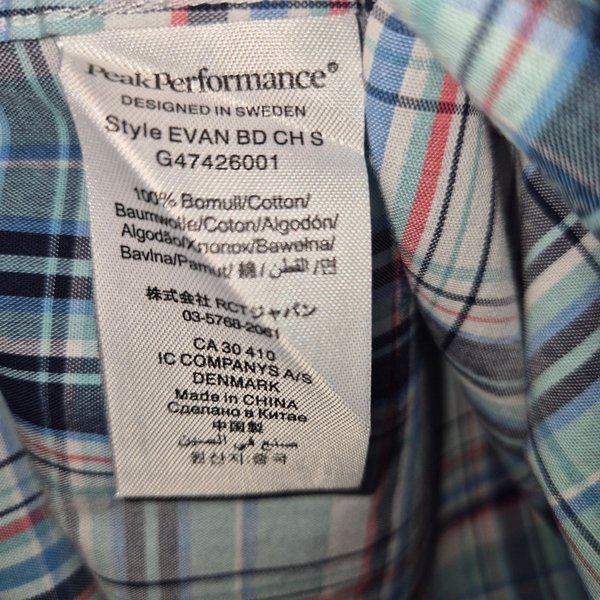 PeakPerformance®
DESIGNED IN SWEDEN
Style EVAN BD CH S
G47426001
100% Bomull/Cotton/
Baumwolle/Coton/Algodón/
Algodão/Хлопок/Bawełna/
Bavlna/Pamut/ 綿 / القطن / 면
株式会社 RCTジャパン
03-5768-2061
CA 30 410
IC COMPANYS A/S
DENMARK
Made in CHINA
Сделано в Китае
中国製
صنع في الصين
원산지:중국